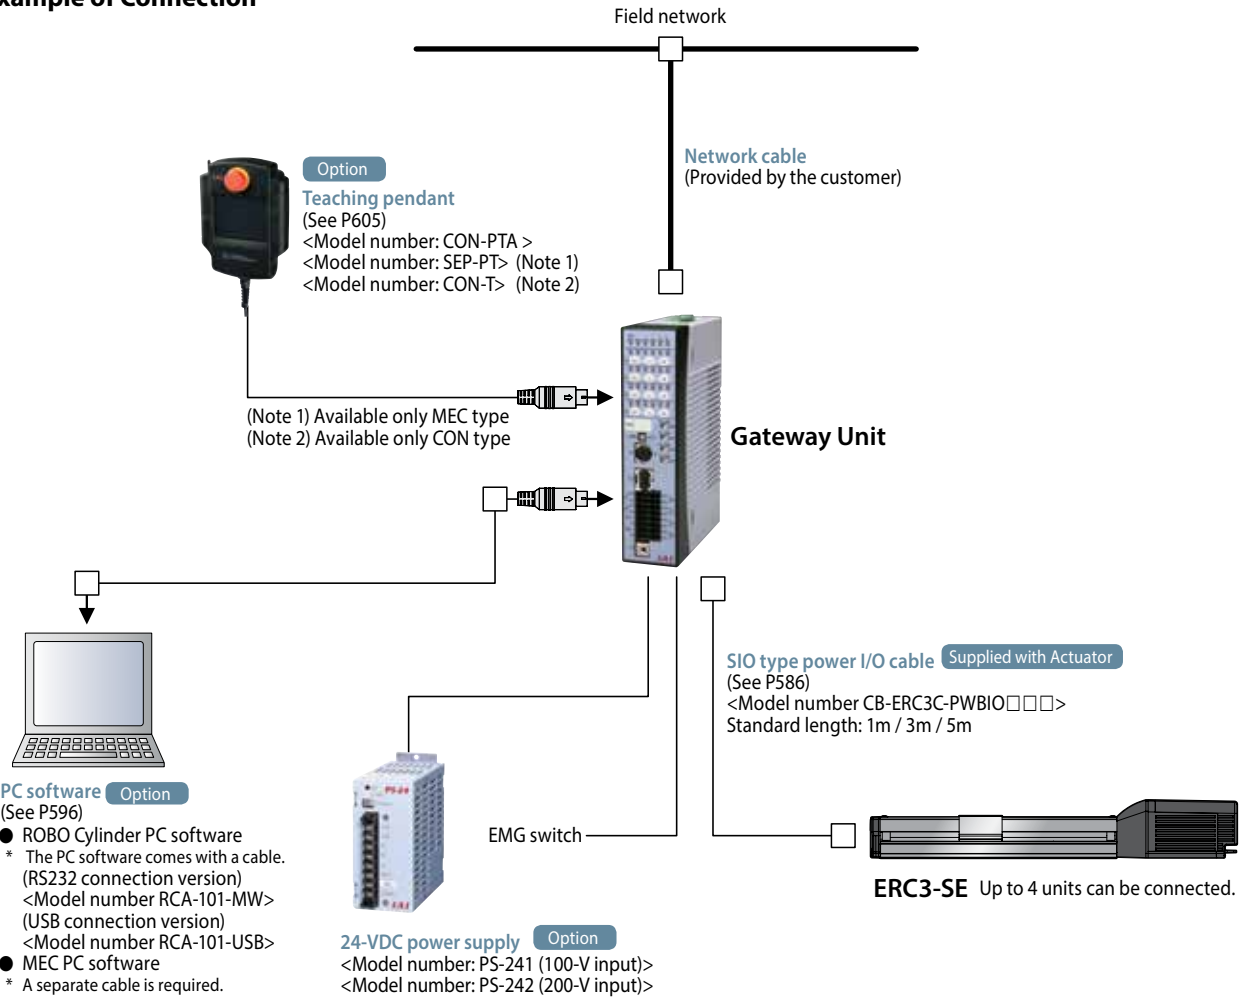 Example of Connection
Field network
Network cable
(Provided by the customer)
Option
Teaching pendant
(See P605)
<Model number: CON-PTA >
<Model number: SEP-PT> (Note 1)
<Model number: CON-T> (Note 2)
(Note 1) Available only MEC type
(Note 2) Available only CON type
Gateway Unit
SIO type power I/O cable Supplied with Actuator
(See P586)
<Model number CB-ERC3C-PWBIO□□□>
Standard length: 1m / 3m / 5m
PC software Option
(See P596)
● ROBO Cylinder PC software
* The PC software comes with a cable.
(RS232 connection version)
<Model number RCA-101-MW>
(USB connection version)
<Model number RCA-101-USB>
● MEC PC software
* A separate cable is required.
PS-24
EMG switch
24-VDC power supply Option
<Model number: PS-241 (100-V input)>
<Model number: PS-242 (200-V input)>
ERC3-SE Up to 4 units can be connected.